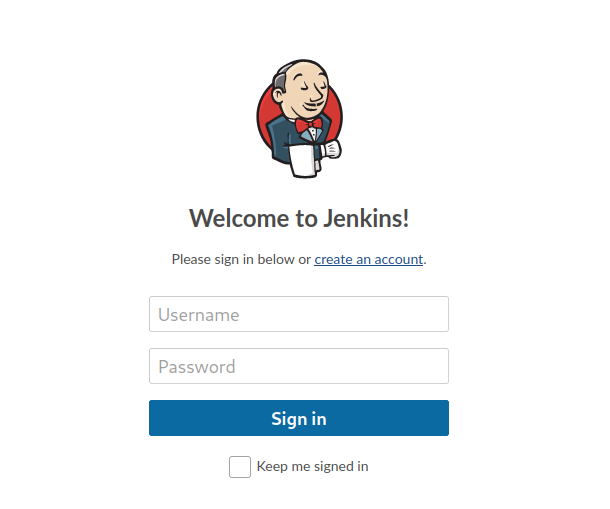 Welcome to Jenkins!
Please sign in below or create an account.
Username
Password
Sign in
Keep me signed in